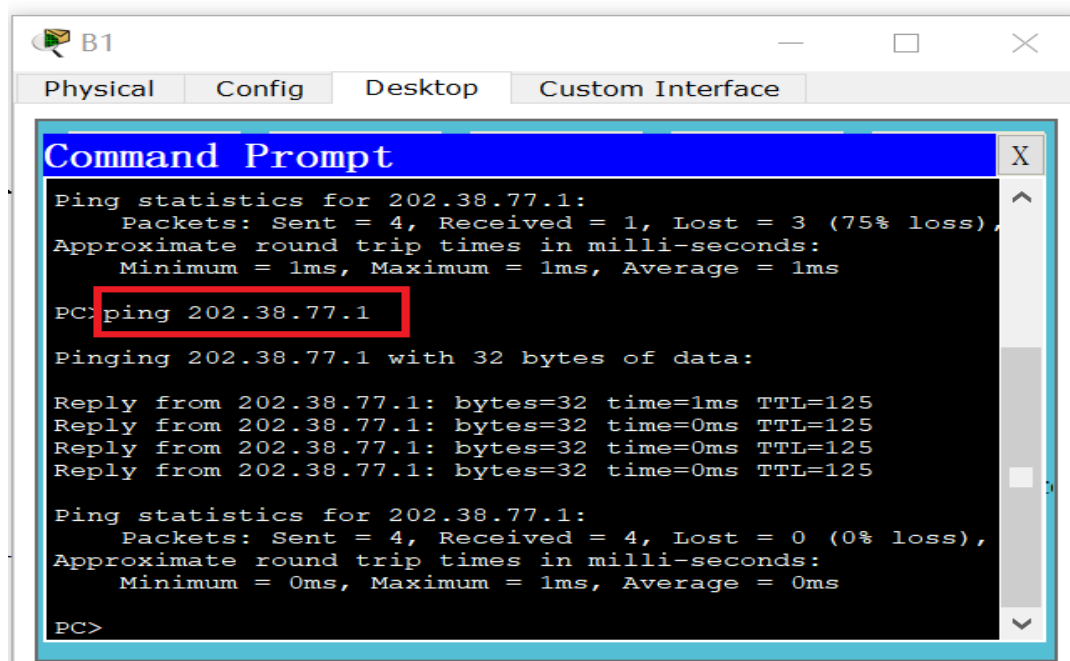 B1
Physical Config Desktop Custom Interface
Command Prompt X
Ping statistics for 202.38.77.1:
Packets: Sent = 4, Received = 1, Lost = 3 (75% loss),
Approximate round trip times in milli-seconds:
Minimum = 1ms, Maximum = 1ms, Average = 1ms
PC>ping 202.38.77.1
Pinging 202.38.77.1 with 32 bytes of data:
Reply from 202.38.77.1: bytes=32 time=1ms TTL=125
Reply from 202.38.77.1: bytes=32 time=0ms TTL=125
Reply from 202.38.77.1: bytes=32 time=0ms TTL=125
Reply from 202.38.77.1: bytes=32 time=0ms TTL=125
Ping statistics for 202.38.77.1:
Packets: Sent = 4, Received = 4, Lost = 0 (0% loss),
Approximate round trip times in milli-seconds:
Minimum = 0ms, Maximum = 1ms, Average = 0ms
PC>